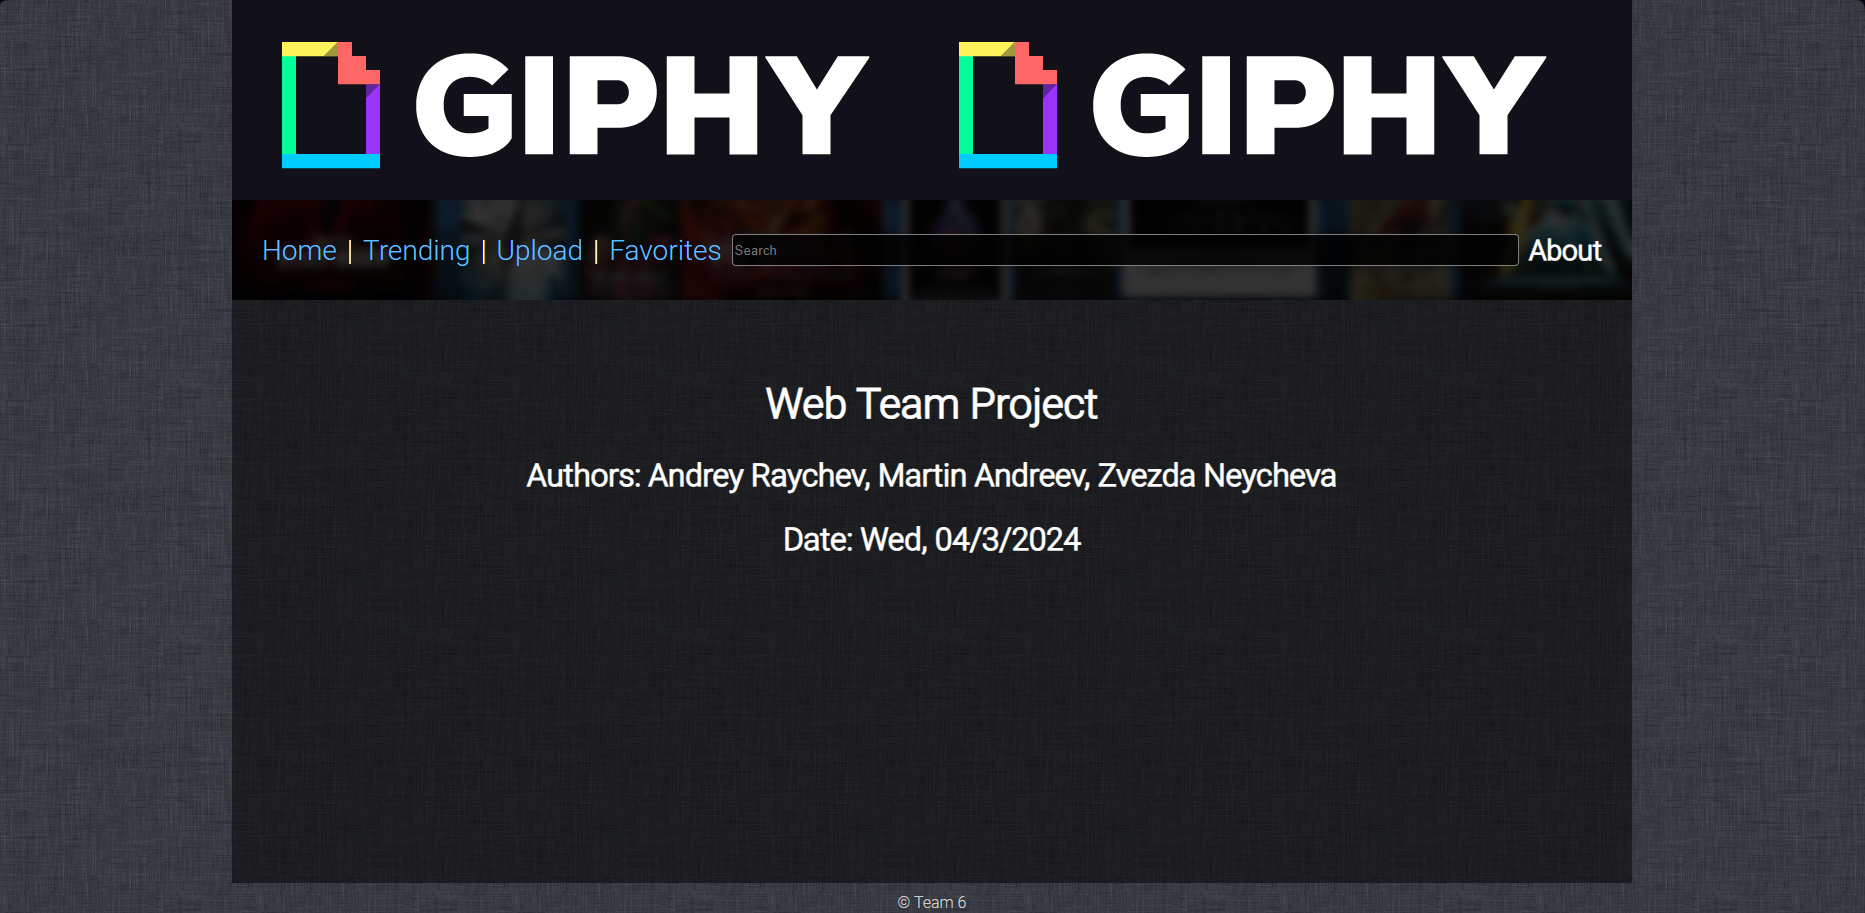 GIPHY GIPHY
Home | Trending | Upload | Favorites Search About
Web Team Project
Authors: Andrey Raychev, Martin Andreev, Zvezda Neycheva
Date: Wed, 04/3/2024
© Team 6